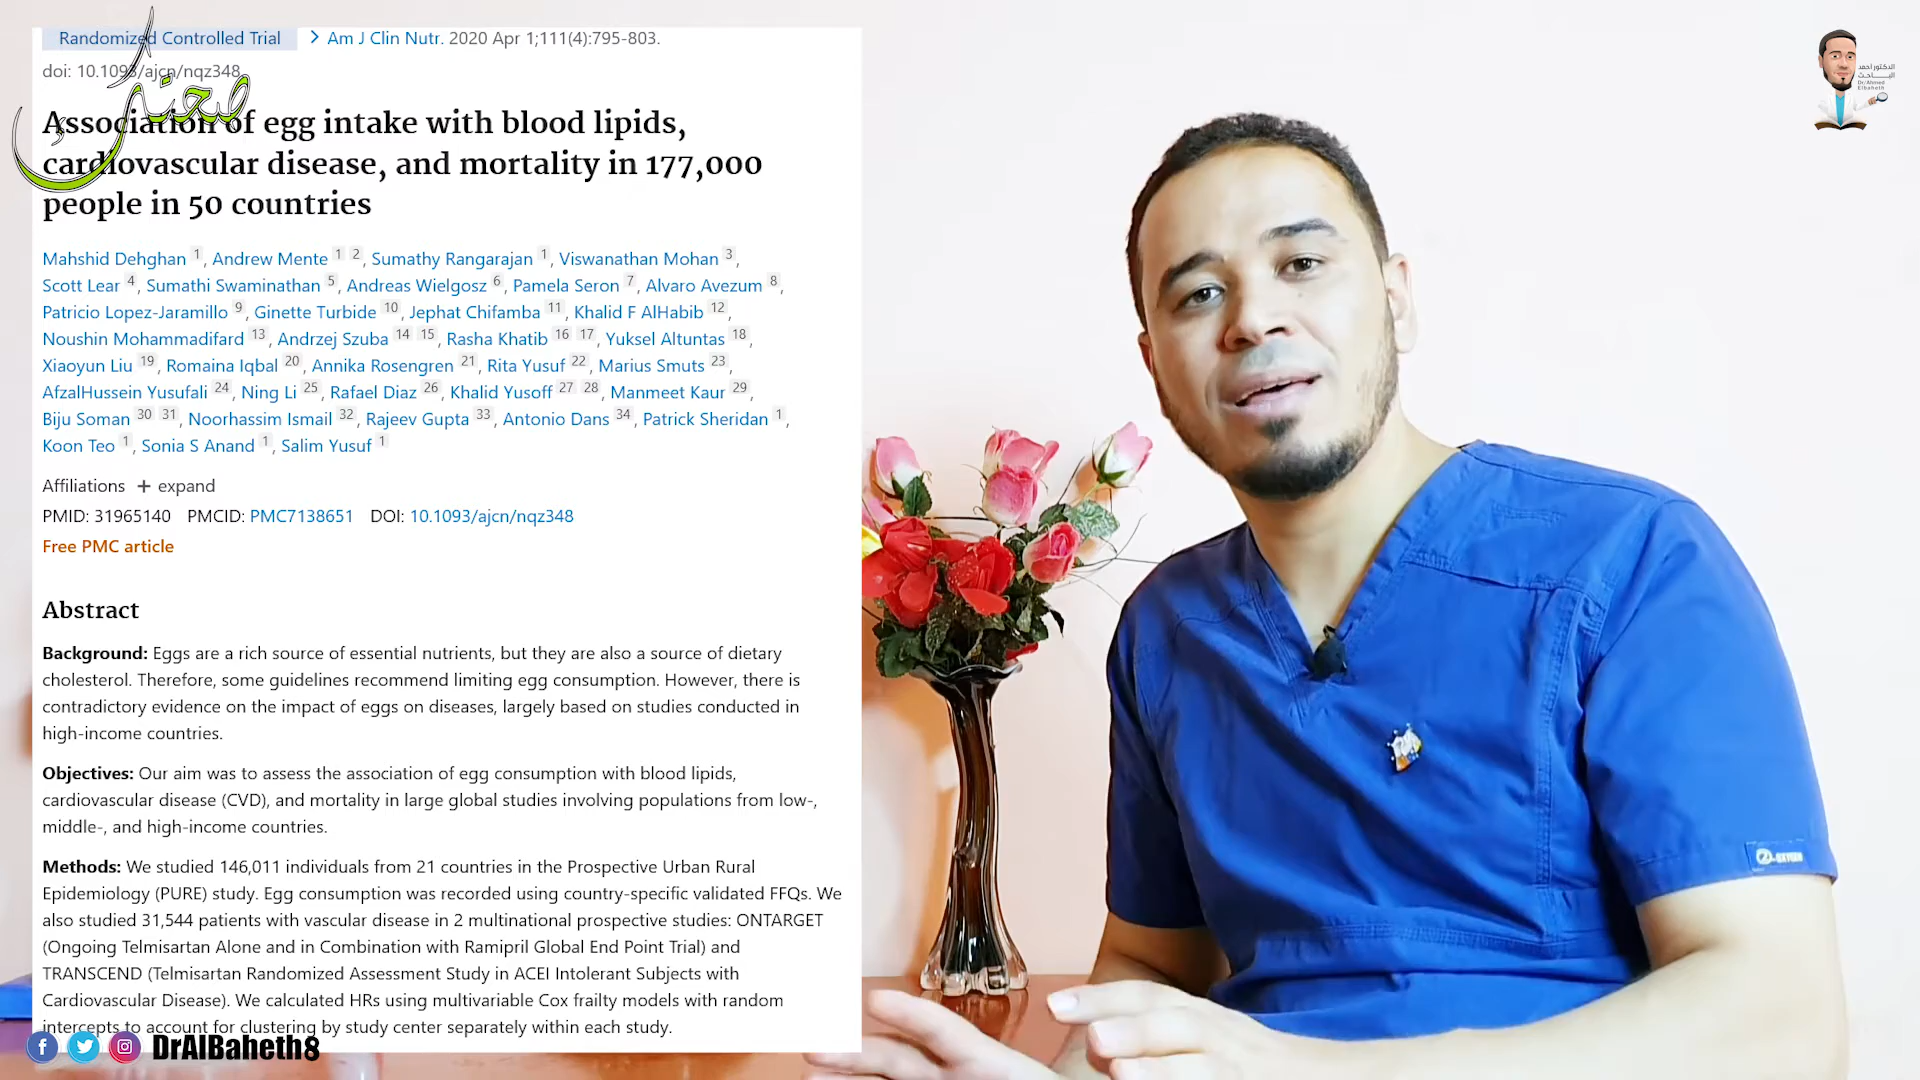 Randomized Controlled Trial > Am J Clin Nutr. 2020 Apr 1;111(4):795-803.
doi: 10.1093/ajcn/nqz348
صحتك
Association of egg intake with blood lipids,
cardiovascular disease, and mortality in 177,000
people in 50 countries
Mahshid Dehghan 1, Andrew Mente 1 2, Sumathy Rangarajan 1, Viswanathan Mohan 3,
Scott Lear 4, Sumathi Swaminathan 5, Andreas Wielgosz 6, Pamela Seron 7, Alvaro Avezum 8,
Patricio Lopez-Jaramillo 9, Ginette Turbide 10, Jephat Chifamba 11, Khalid F AlHabib 12,
Noushin Mohammadifard 13, Andrzej Szuba 14 15, Rasha Khatib 16 17, Yuksel Altuntas 18,
Xiaoyun Liu 19, Romaina Iqbal 20, Annika Rosengren 21, Rita Yusuf 22, Marius Smuts 23,
AfzalHussein Yusufali 24, Ning Li 25, Rafael Diaz 26, Khalid Yusoff 27 28, Manmeet Kaur 29,
Biju Soman 30 31, Noorhassim Ismail 32, Rajeev Gupta 33, Antonio Dans 34, Patrick Sheridan 1,
Koon Teo 1, Sonia S Anand 1, Salim Yusuf 1
Affiliations + expand
PMID: 31965140 PMCID: PMC7138651 DOI: 10.1093/ajcn/nqz348
Free PMC article
Abstract
Background: Eggs are a rich source of essential nutrients, but they are also a source of dietary
cholesterol. Therefore, some guidelines recommend limiting egg consumption. However, there is
contradictory evidence on the impact of eggs on diseases, largely based on studies conducted in
high-income countries.
Objectives: Our aim was to assess the association of egg consumption with blood lipids,
cardiovascular disease (CVD), and mortality in large global studies involving populations from low-,
middle-, and high-income countries.
Methods: We studied 146,011 individuals from 21 countries in the Prospective Urban Rural
Epidemiology (PURE) study. Egg consumption was recorded using country-specific validated FFQs. We
also studied 31,544 patients with vascular disease in 2 multinational prospective studies: ONTARGET
(Ongoing Telmisartan Alone and in Combination with Ramipril Global End Point Trial) and
TRANSCEND (Telmisartan Randomized Assessment Study in ACEI Intolerant Subjects with
Cardiovascular Disease). We calculated HRs using multivariable Cox frailty models with random
intercepts to account for clustering by study center separately within each study.
DrAlBaheth8
الدكتور أحمد
الباحث
Dr/Ahmed
Elbaheth